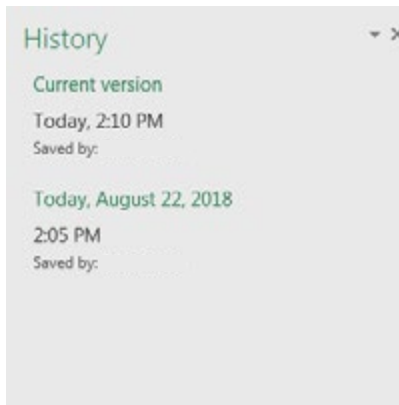 History
Current version
Today, 2:10 PM
Saved by:
Today, August 22, 2018
2:05 PM
Saved by: